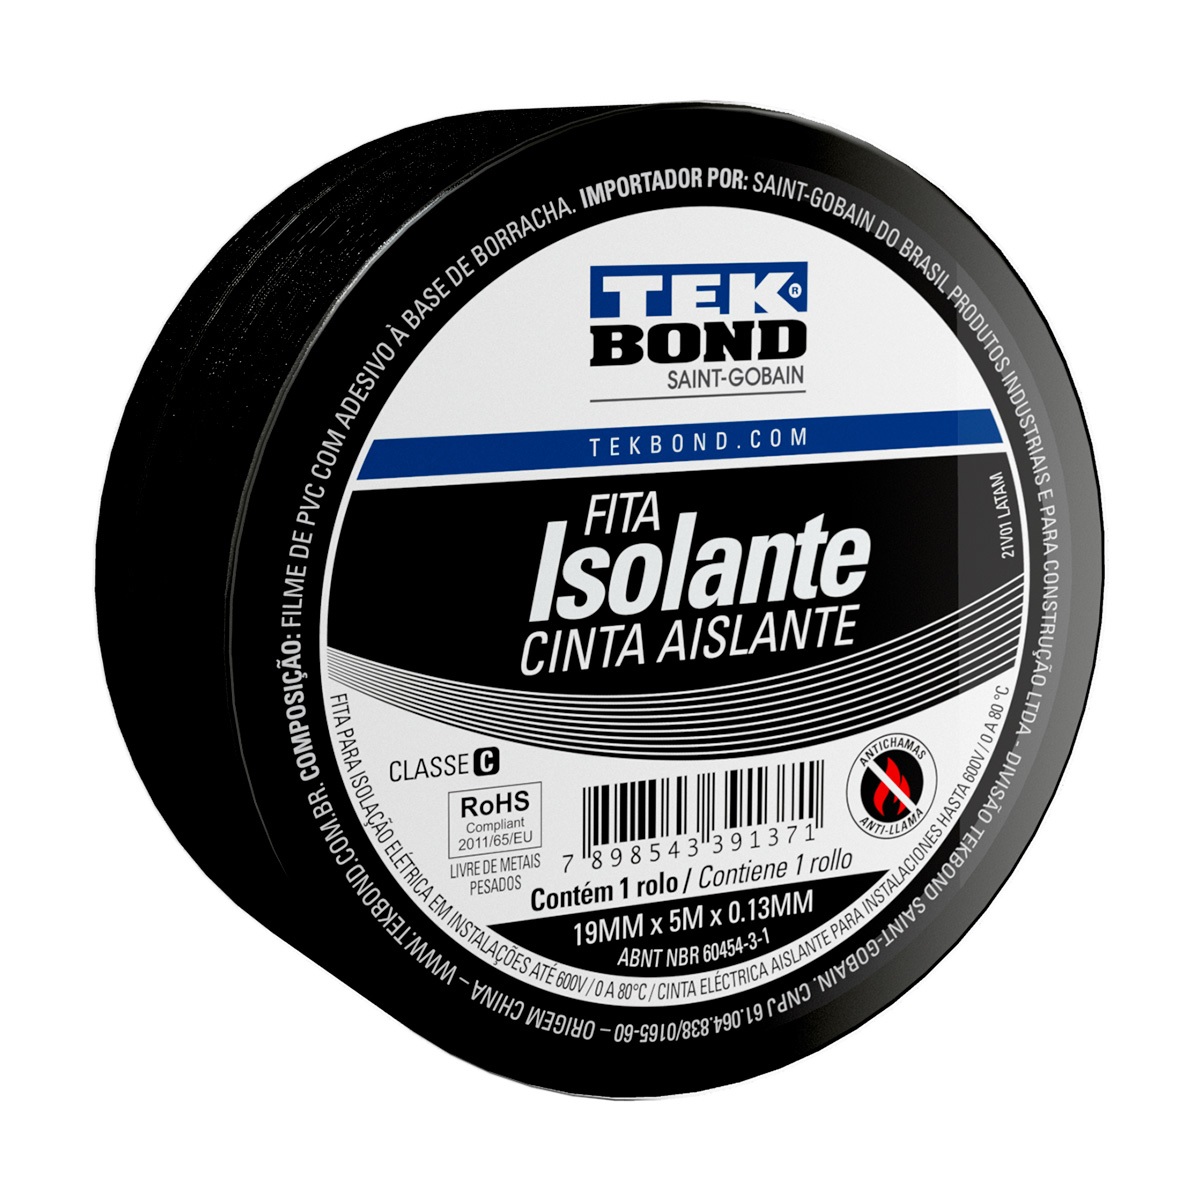 COMPOSIÇÃO: FILME DE PVC COM ADESIVO À BASE DE BORRACHA. IMPORTADOR POR: SAINT-GOBAIN DO BRASIL PRODUTOS INDUSTRIAIS E PARA CONSTRUÇÃO LTDA - DIVISÃO TEKBOND SAINT-GOBAIN. CNPJ 61.064.838/0165-60 – ORIGEM CHINA – WWW.TEKBOND.COM.BR.
TEK®
BOND
SAINT-GOBAIN
TEKBOND.COM
21V01 LATAM
FITA
Isolante
CINTA AISLANTE
CLASSE C
RoHS
Compliant
2011/65/EU
LIVRE DE METAIS
PESADOS
7 898543 391371
ANTICHAMAS
ANTI-LLAMA
Contém 1 rolo / Contiene 1 rollo
19MM x 5M x 0.13MM
ABNT NBR 60454-3-1
FITA PARA ISOLAÇÃO ELÉTRICA EM INSTALAÇÕES ATÉ 600V / 0 A 80°C / CINTA ELÉCTRICA AISLANTE PARA INSTALACIONES HASTA 600V / 0 A 80 °C